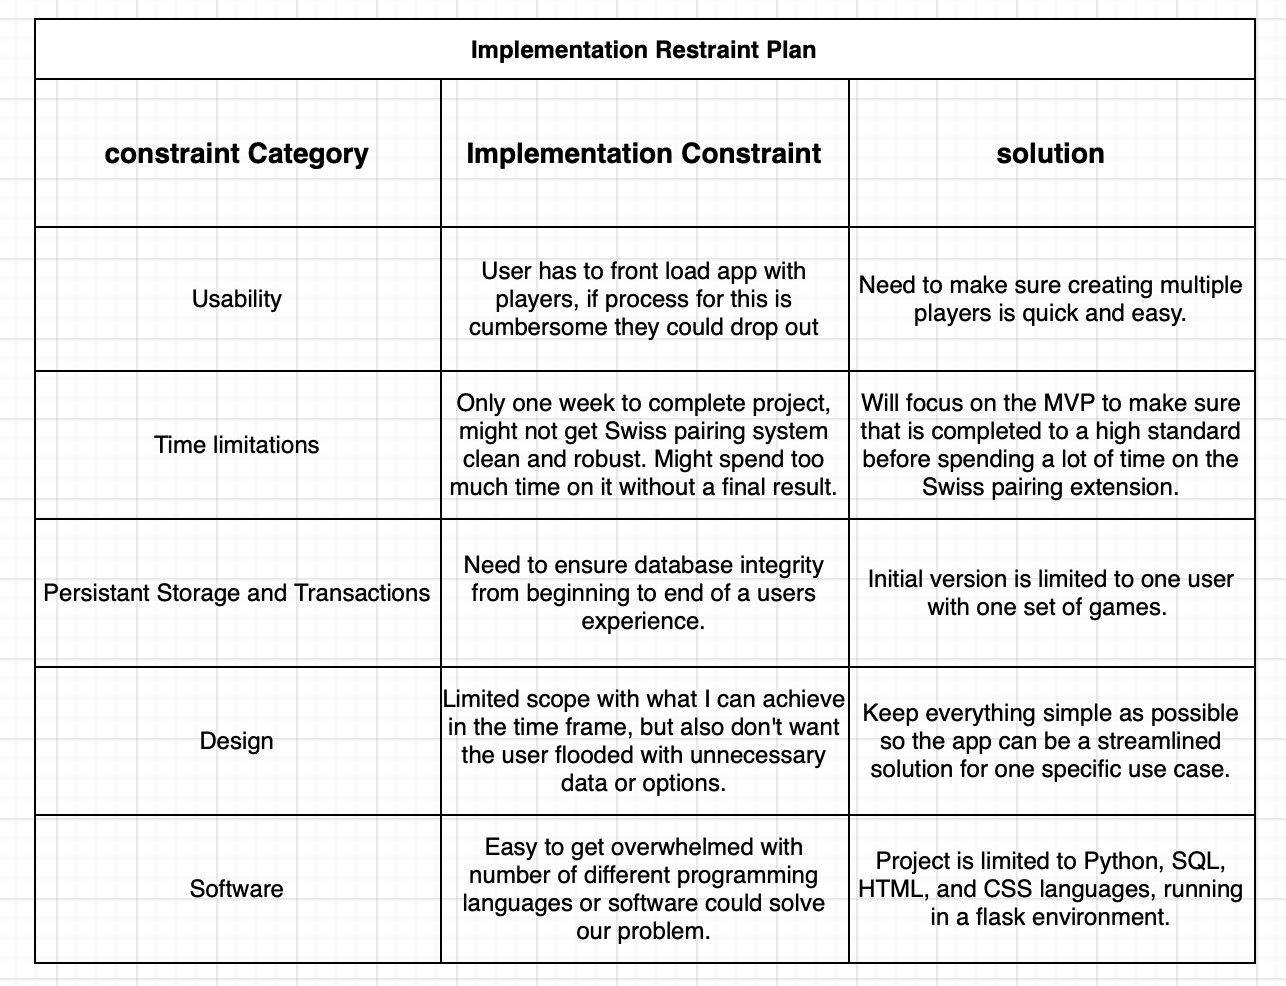 Implementation Restraint Plan
constraint Category
Implementation Constraint
solution
Usability
User has to front load app with
players, if process for this is
cumbersome they could drop out
Need to make sure creating multiple
players is quick and easy.
Time limitations
Only one week to complete project,
might not get Swiss pairing system
clean and robust. Might spend too
much time on it without a final result.
Will focus on the MVP to make sure
that is completed to a high standard
before spending a lot of time on the
Swiss pairing extension.
Persistant Storage and Transactions
Need to ensure database integrity
from beginning to end of a users
experience.
Initial version is limited to one user
with one set of games.
Design
Limited scope with what I can achieve
in the time frame, but also don't want
the user flooded with unnecessary
data or options.
Keep everything simple as possible
so the app can be a streamlined
solution for one specific use case.
Software
Easy to get overwhelmed with
number of different programming
languages or software could solve
our problem.
Project is limited to Python, SQL,
HTML, and CSS languages, running
in a flask environment.